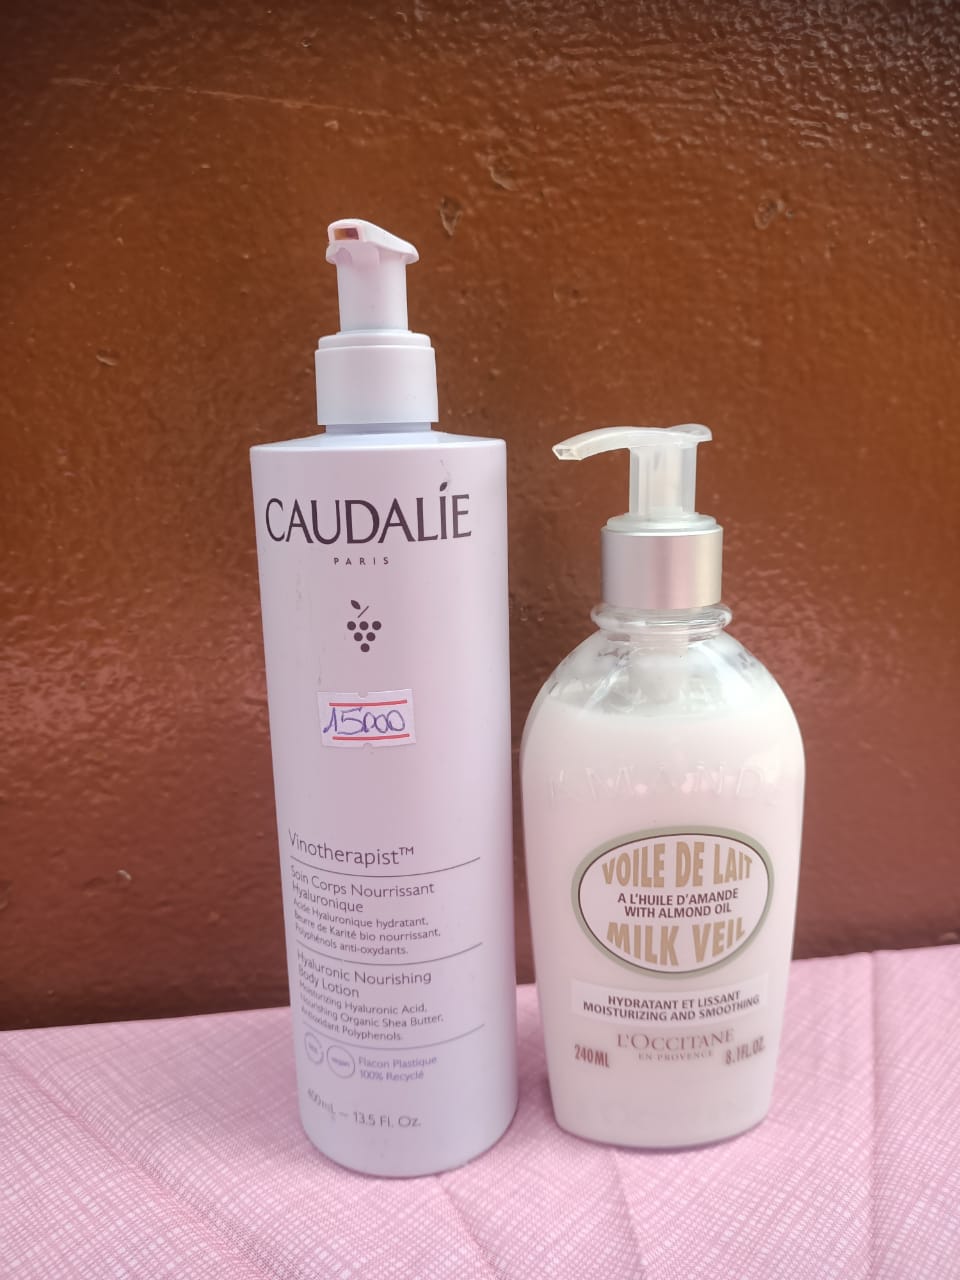 CAUDALÍE
PARIS
15000
Vinotherapist™
Soin Corps Nourrissant
Hyaluronique
Acide Hyaluronique hydratant,
Beurre de Karité bio nourrissant,
Polyphénols anti-oxydants.
Hyaluronic Nourishing
Body Lotion
Moisturizing Hyaluronic Acid,
Nourishing Organic Shea Butter,
Antioxidant Polyphenols.
vegan
Flacon Plastique
100% Recyclé
400mL – 13.5 Fl. Oz.
VOILE DE LAIT
A L'HUILE D'AMANDE
WITH ALMOND OIL
MILK VEIL
HYDRATANT ET LISSANT
MOISTURIZING AND SMOOTHING
L'OCCITANE
EN PROVENCE
240ML
8.1FL.OZ.